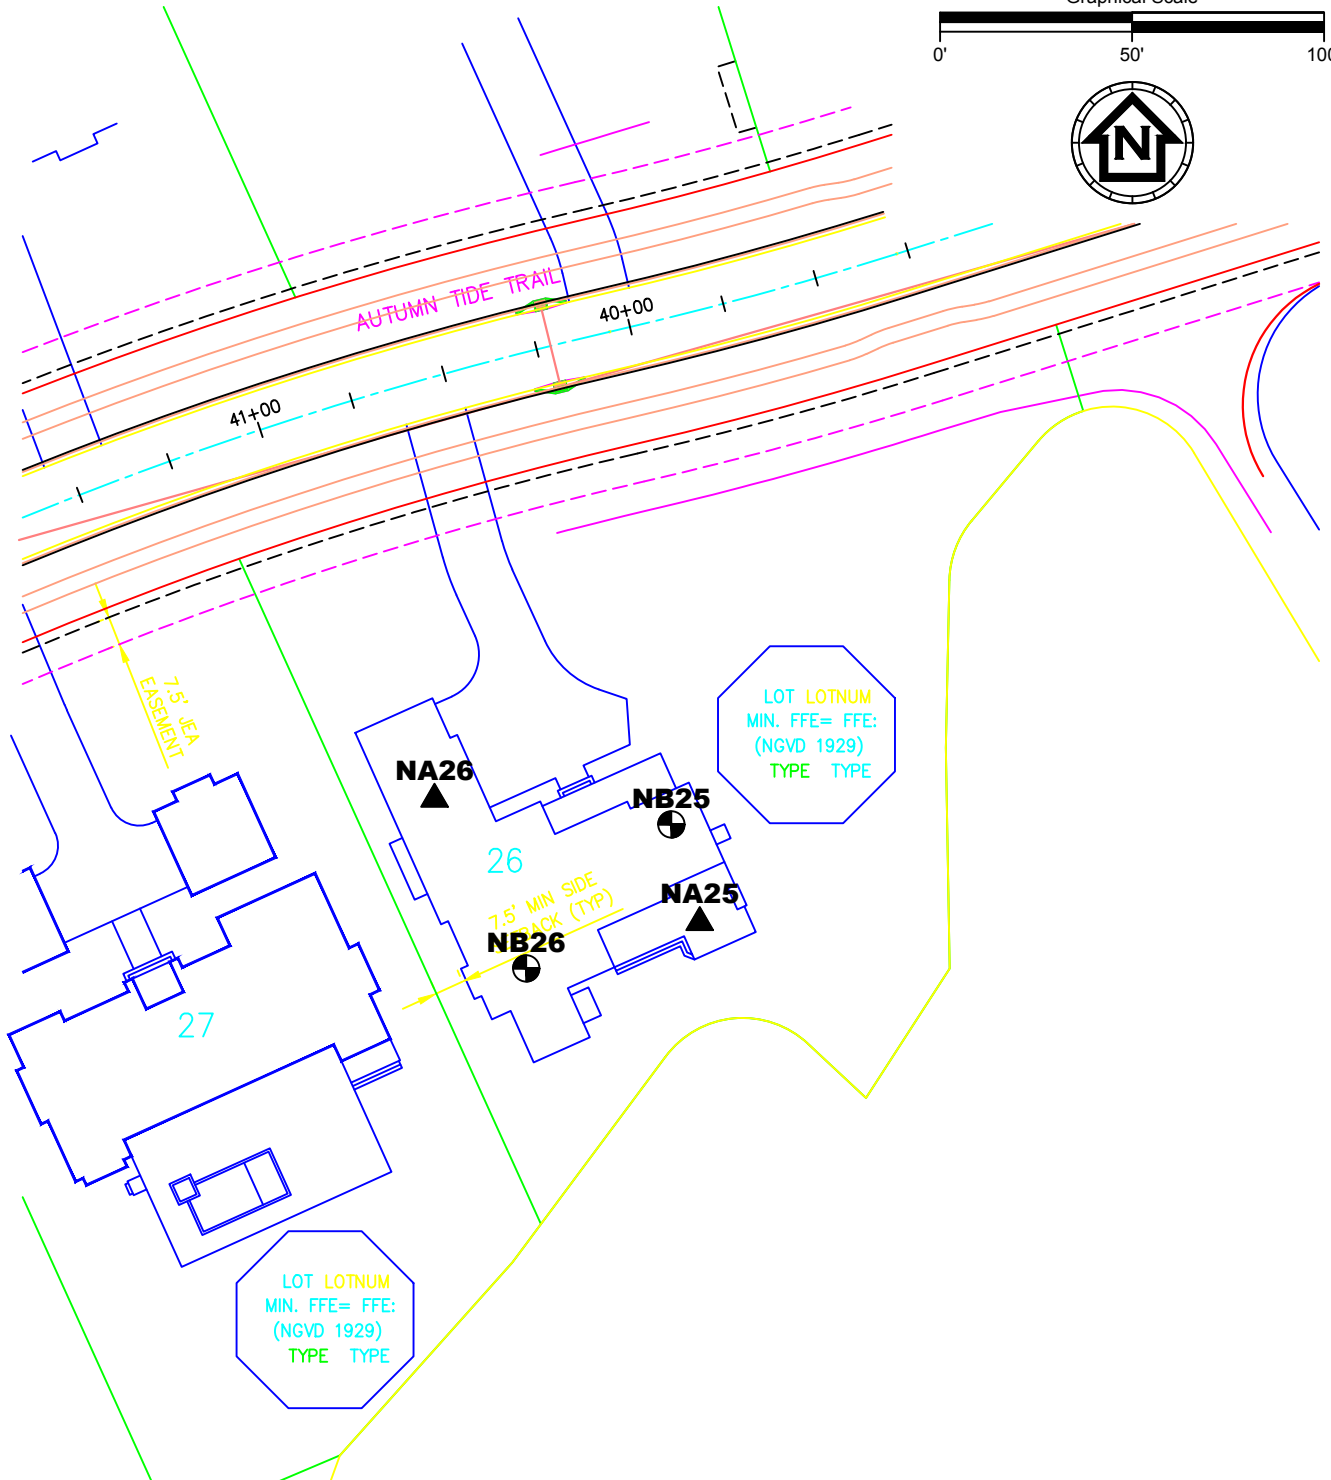 Graphical Scale
0' 50' 100
N
AUTUMN TIDE TRAIL
40+00
41+00
7.5' JEA
EASEMENT
LOT LOTNUM
MIN. FFE= FFE:
(NGVD 1929)
TYPE TYPE
NA26
NB25
26
7.5' MIN SIDE
BACK (TYP)
NA25
NB26
27
LOT LOTNUM
MIN. FFE= FFE:
(NGVD 1929)
TYPE TYPE